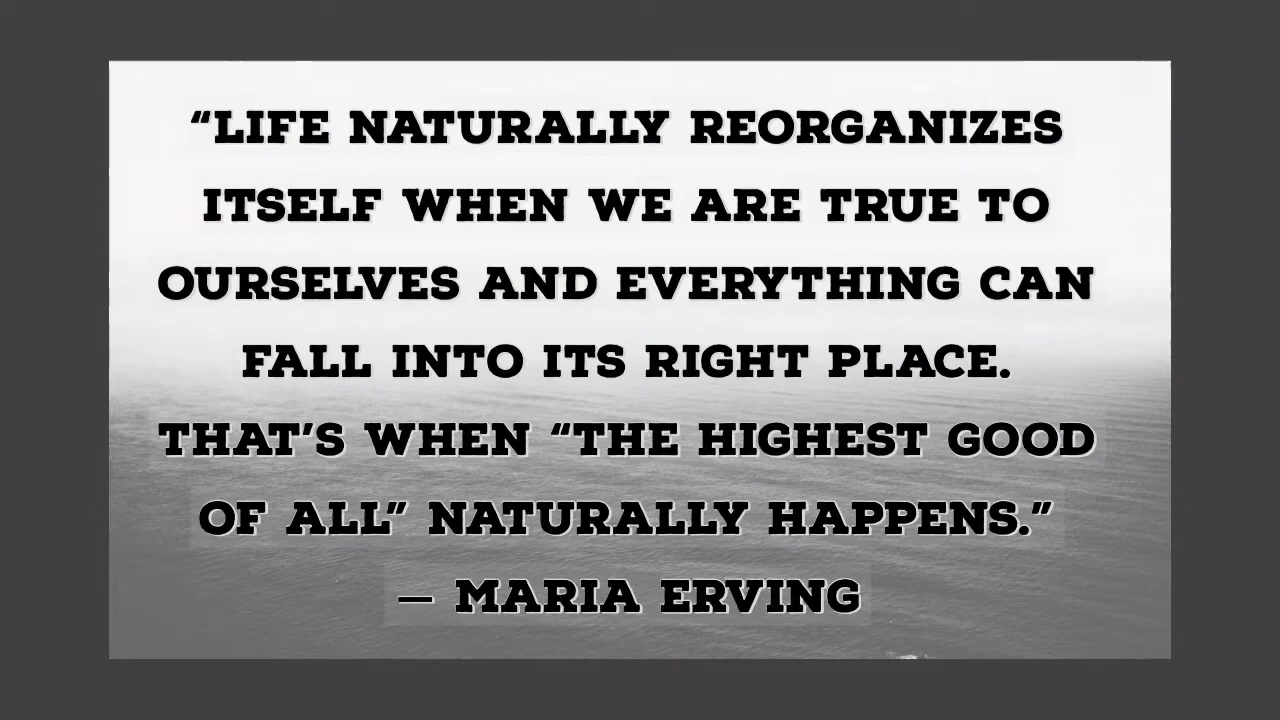 “LIFE NATURALLY REORGANIZES
ITSELF WHEN WE ARE TRUE TO
OURSELVES AND EVERYTHING CAN
FALL INTO ITS RIGHT PLACE.
THAT’S WHEN “THE HIGHEST GOOD
OF ALL” NATURALLY HAPPENS.”
— MARIA ERVING